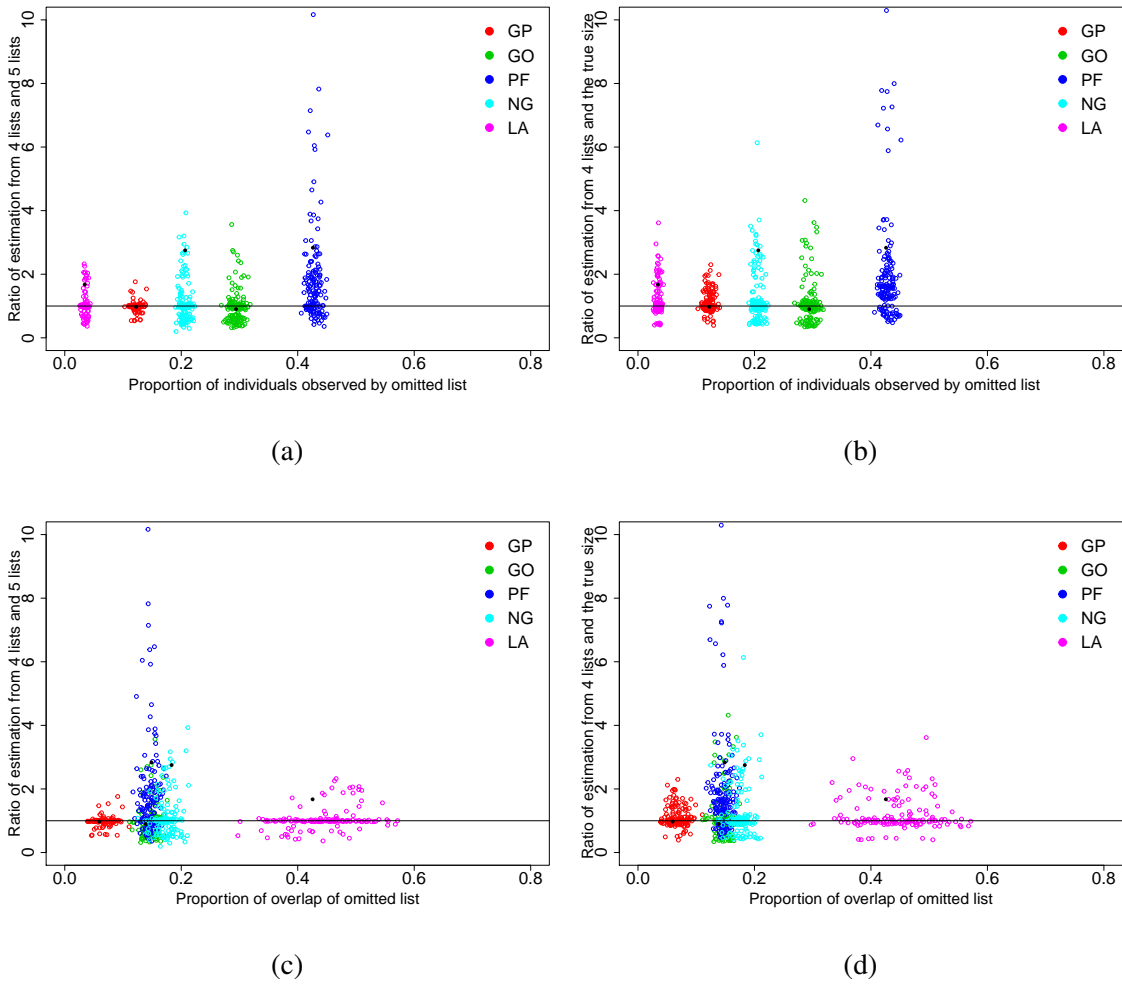 Ratio of estimation from 4 lists and 5 lists
10
8
6
4
2
0
GP
GO
PF
NG
LA
0.0 0.2 0.4 0.6 0.8
Proportion of individuals observed by omitted list
(a)
Ratio of estimation from 4 lists and the true size
10
8
6
4
2
0
GP
GO
PF
NG
LA
0.0 0.2 0.4 0.6 0.8
Proportion of individuals observed by omitted list
(b)
Ratio of estimation from 4 lists and 5 lists
10
8
6
4
2
0
GP
GO
PF
NG
LA
0.0 0.2 0.4 0.6 0.8
Proportion of overlap of omitted list
(c)
Ratio of estimation from 4 lists and the true size
10
8
6
4
2
0
GP
GO
PF
NG
LA
0.0 0.2 0.4 0.6 0.8
Proportion of overlap of omitted list
(d)